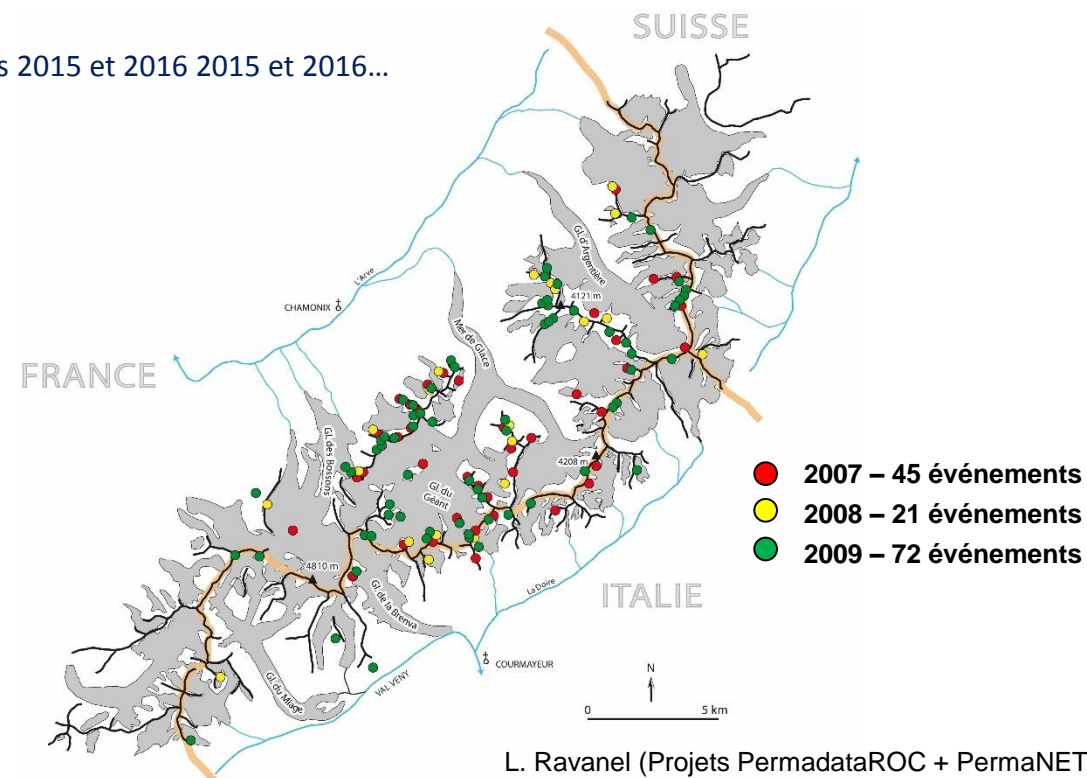 SUISSE
s 2015 et 2016 2015 et 2016…
Gl. d'Argentière
L'Arve
4121 m
CHAMONIX
Mer de Glace
FRANCE
Gl. des Bossons
4208 m
Gl. du
Géant
2007 – 45 événements
2008 – 21 événements
2009 – 72 événements
4810 m
La Doire
ITALIE
Gl. de la Brenva
COURMAYEUR
N
VAL VENY
Gl. du Miage
0 5 km
L. Ravanel (Projets PermadataROC + PermaNET